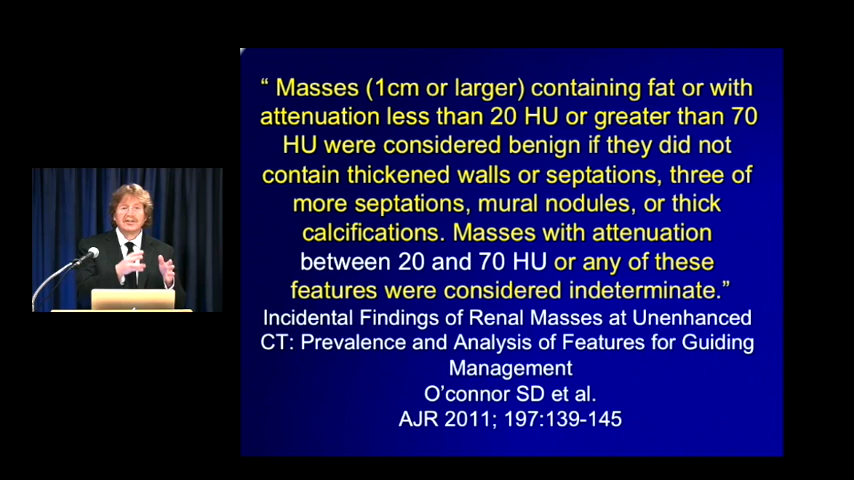 “ Masses (1cm or larger) containing fat or with
attenuation less than 20 HU or greater than 70
HU were considered benign if they did not
contain thickened walls or septations, three of
more septations, mural nodules, or thick
calcifications. Masses with attenuation
between 20 and 70 HU or any of these
features were considered indeterminate.”
Incidental Findings of Renal Masses at Unenhanced
CT: Prevalence and Analysis of Features for Guiding
Management
O’connor SD et al.
AJR 2011; 197:139-145